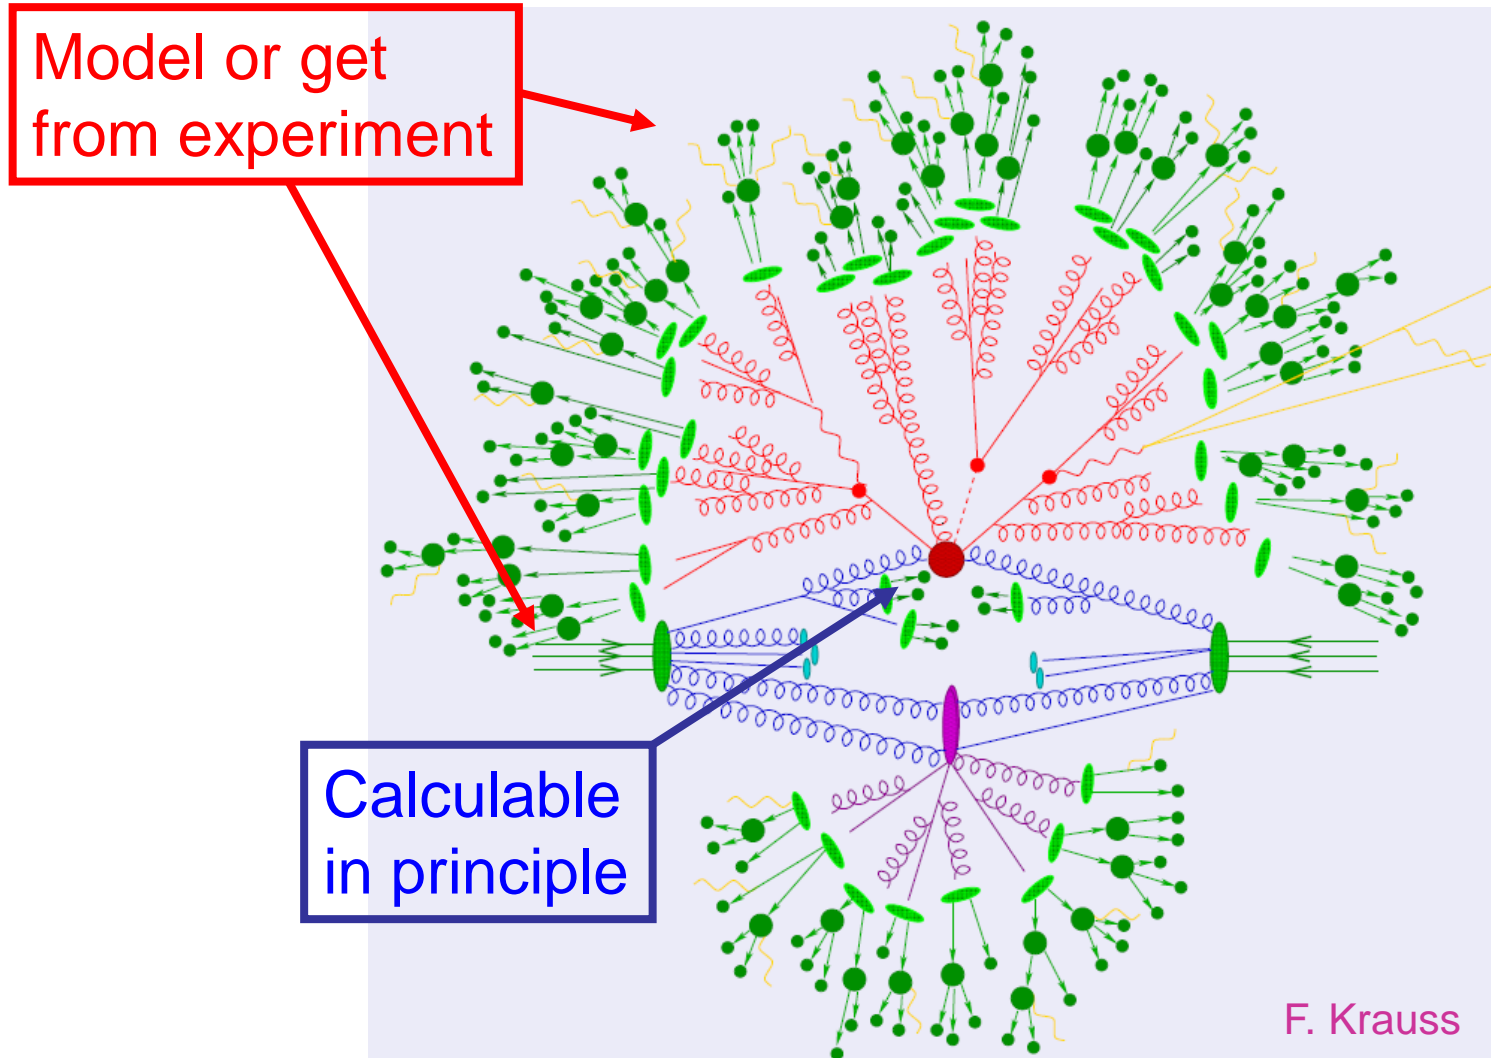 Model or get
from experiment
Calculable
in principle
F. Krauss